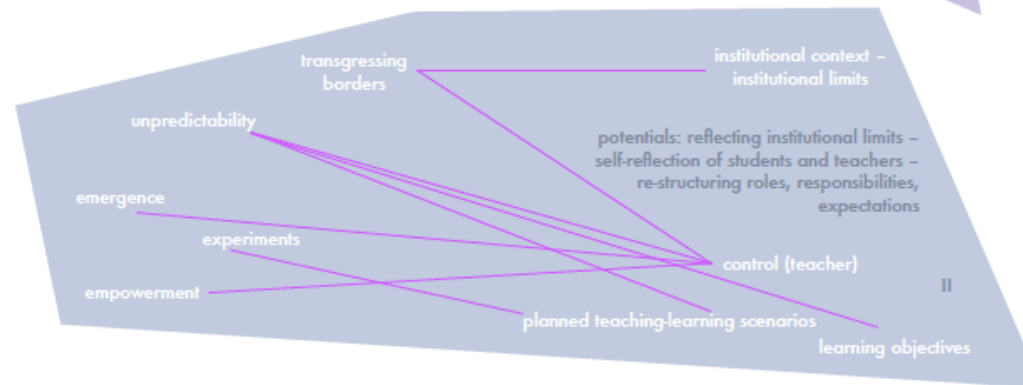 transgressing
borders
institutional context –
institutional limits
unpredictability
potentials: reflecting institutional limits –
self-reflection of students and teachers –
re-structuring roles, responsibilities,
expectations
emergence
experiments
control (teacher)
empowerment
II
planned teaching-learning scenarios
learning objectives